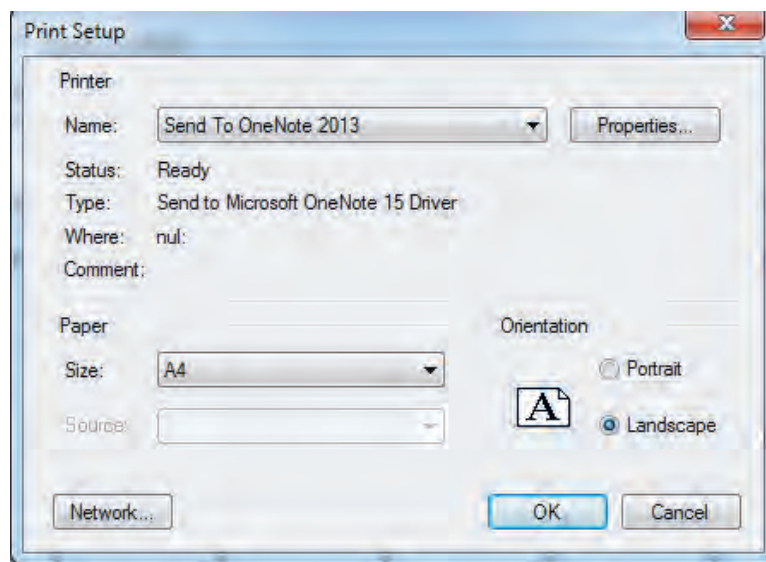 Print Setup
Printer
Name: Send To OneNote 2013 Properties...
Status: Ready
Type: Send to Microsoft OneNote 15 Driver
Where: nul:
Comment:
Paper
Size: A4
Source:
Orientation
Portrait
A
Landscape
Network...
OK Cancel